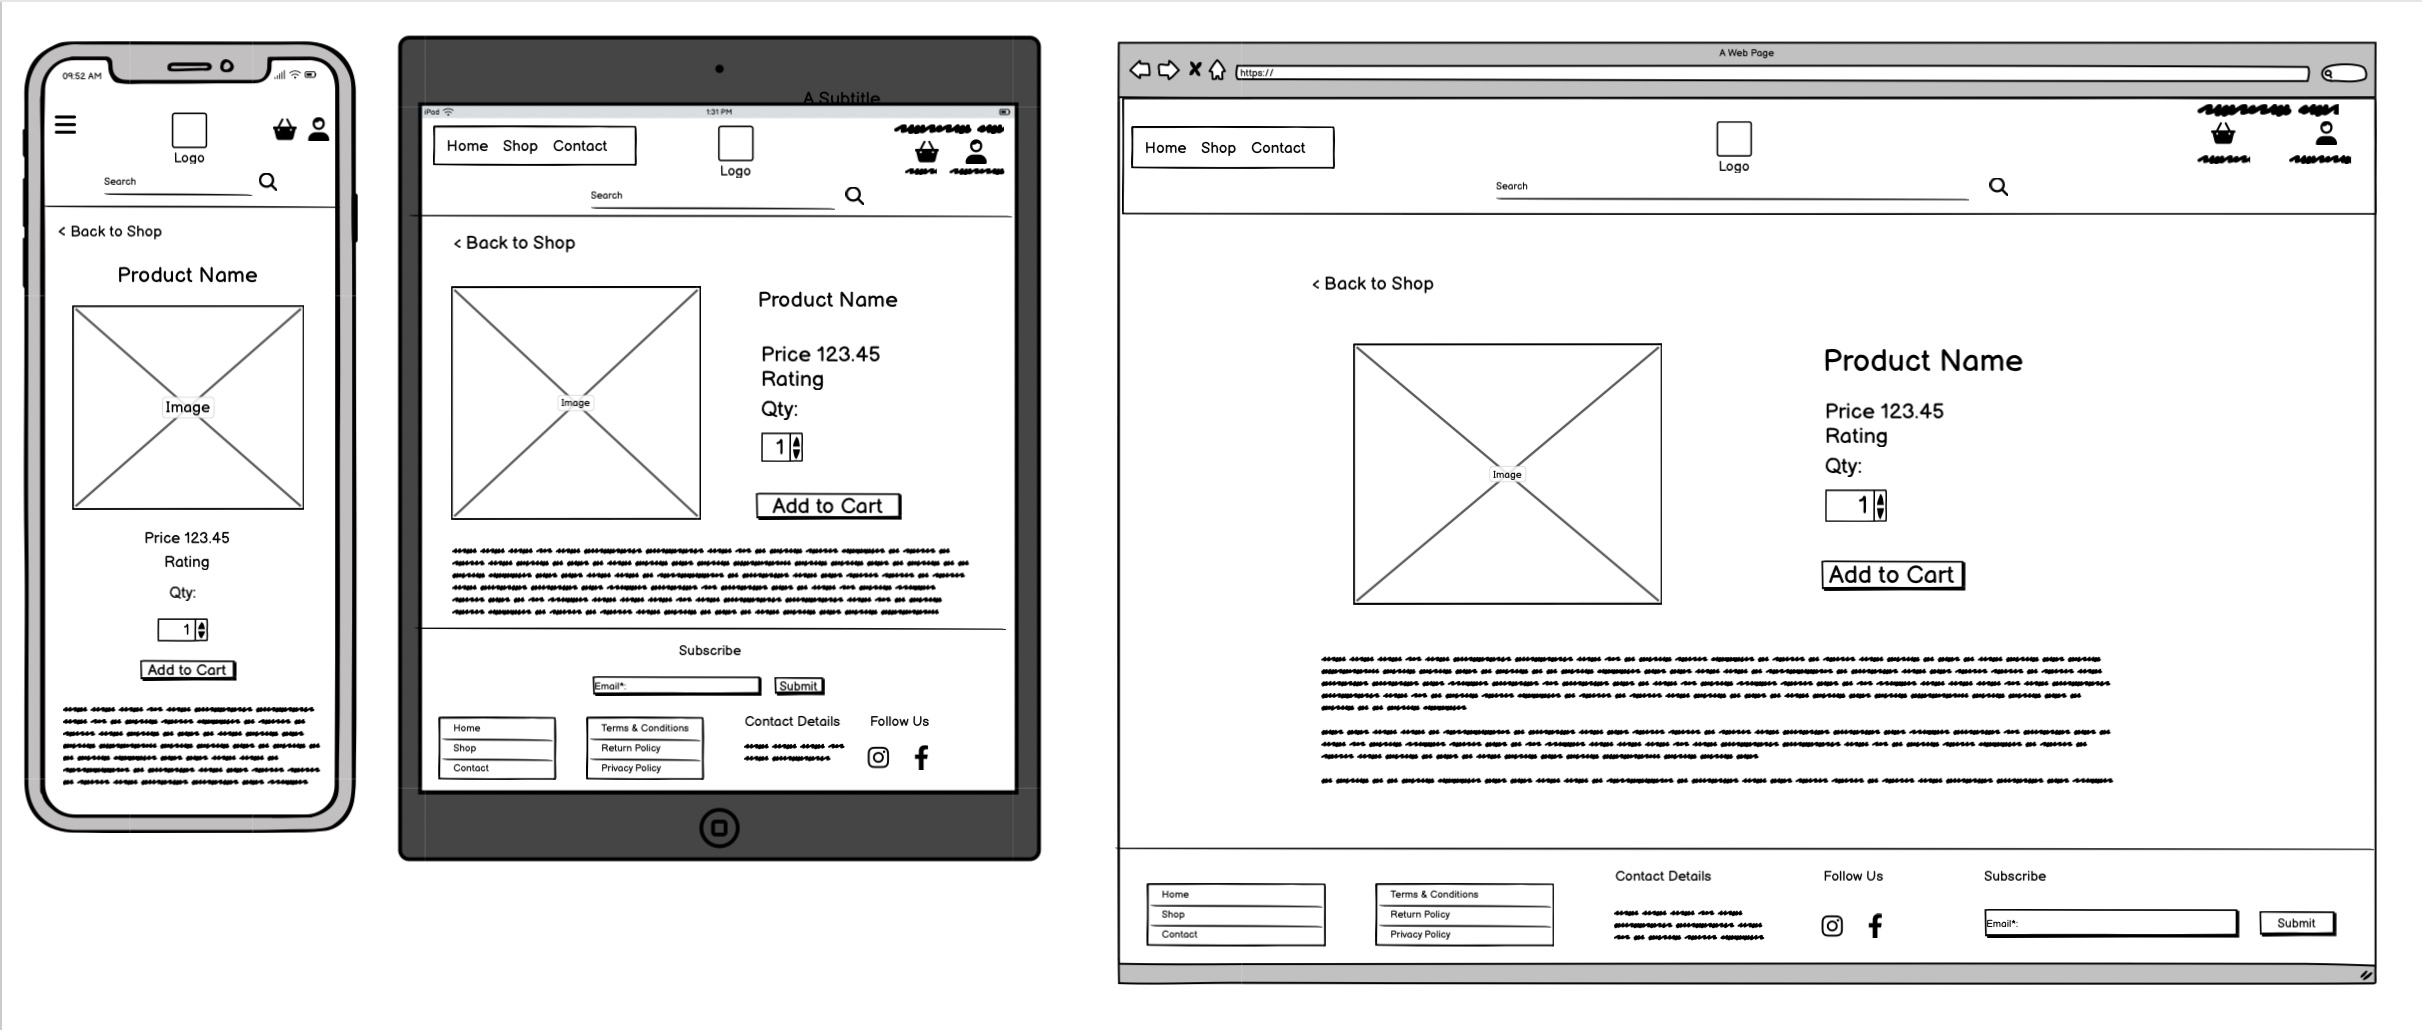 09:52 AM
Logo
Search
< Back to Shop
Product Name
Image
Price 123.45
Rating
Qty:
1
Add to Cart
A Subtitle
iPad
1:31 PM
Home Shop Contact
Logo
Search
< Back to Shop
Image
Product Name
Price 123.45
Rating
Qty:
1
Add to Cart
Subscribe
Email*:
Submit
Home
Shop
Contact
Terms & Conditions
Return Policy
Privacy Policy
Contact Details
Follow Us
A Web Page
https://
Home Shop Contact
Logo
Search
< Back to Shop
Image
Product Name
Price 123.45
Rating
Qty:
1
Add to Cart
Home
Shop
Contact
Terms & Conditions
Return Policy
Privacy Policy
Contact Details
Follow Us
Subscribe
Email*:
Submit